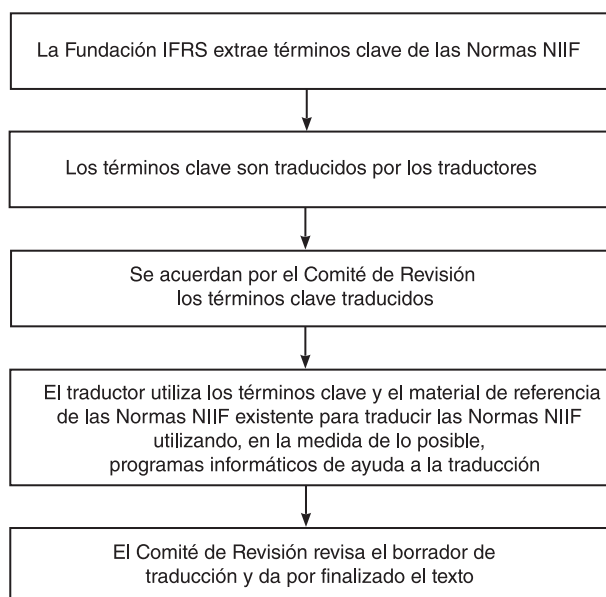 La Fundación IFRS extrae términos clave de las Normas NIIF
Los términos clave son traducidos por los traductores
Se acuerdan por el Comité de Revisión
los términos clave traducidos
El traductor utiliza los términos clave y el material de referencia
de las Normas NIIF existente para traducir las Normas NIIF
utilizando, en la medida de lo posible,
programas informáticos de ayuda a la traducción
El Comité de Revisión revisa el borrador de
traducción y da por finalizado el texto